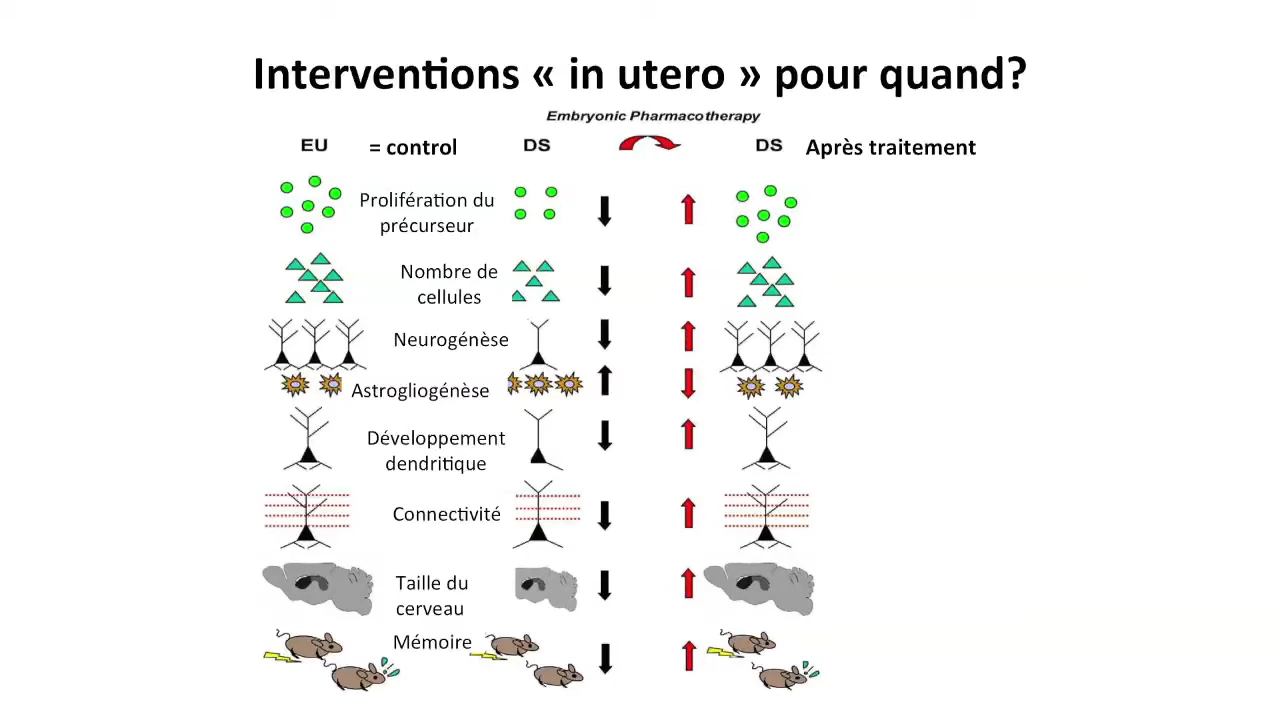 Interventions « in utero » pour quand?
Embryonic Pharmacotherapy
EU = control DS DS Après traitement
Prolifération du
précurseur
Nombre de
cellules
Neurogénèse
Astrogliogénèse
Développement
dendritique
Connectivité
Taille du
cerveau
Mémoire